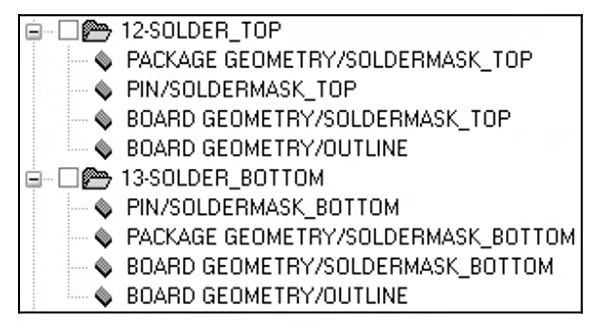 12-SOLDER_TOP
PACKAGE GEOMETRY/SOLDERMASK_TOP
PIN/SOLDERMASK_TOP
BOARD GEOMETRY/SOLDERMASK_TOP
BOARD GEOMETRY/OUTLINE
13-SOLDER_BOTTOM
PIN/SOLDERMASK_BOTTOM
PACKAGE GEOMETRY/SOLDERMASK_BOTTOM
BOARD GEOMETRY/SOLDERMASK_BOTTOM
BOARD GEOMETRY/OUTLINE